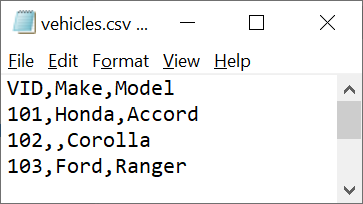 vehicles.csv ...
File Edit Format View Help
VID,Make,Model
101,Honda,Accord
102,,Corolla
103,Ford,Ranger